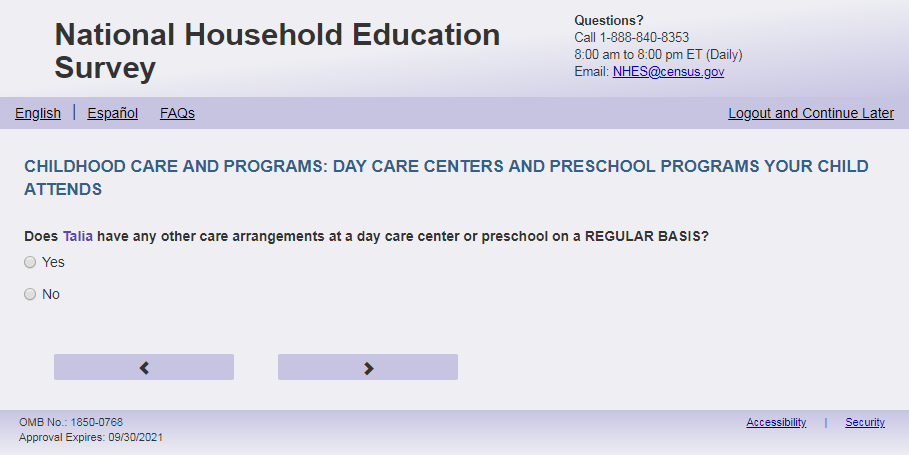 National Household Education
Survey
Questions?
Call 1-888-840-8353
8:00 am to 8:00 pm ET (Daily)
Email: NHES@census.gov
English | Español FAQs Logout and Continue Later
CHILDHOOD CARE AND PROGRAMS: DAY CARE CENTERS AND PRESCHOOL PROGRAMS YOUR CHILD
ATTENDS
Does Talia have any other care arrangements at a day care center or preschool on a REGULAR BASIS?
Yes
No
OMB No.: 1850-0768
Approval Expires: 09/30/2021
Accessibility | Security